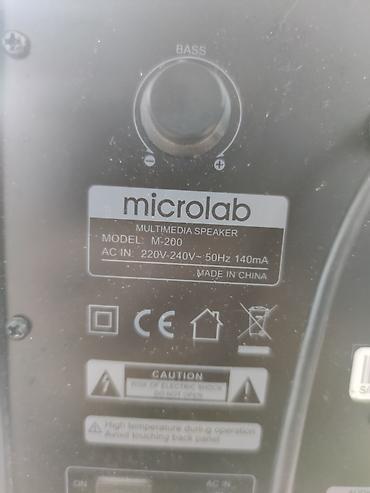 BASS
microlab
MULTIMEDIA SPEAKER
MODEL: M-200
AC IN: 220V-240V~ 50Hz 140mA
MADE IN CHINA
CE
CAUTION
RISK OF ELECTRIC SHOCK
DO NOT OPEN
High temperature during operation
Avoid touching back panel
ON
AC IN